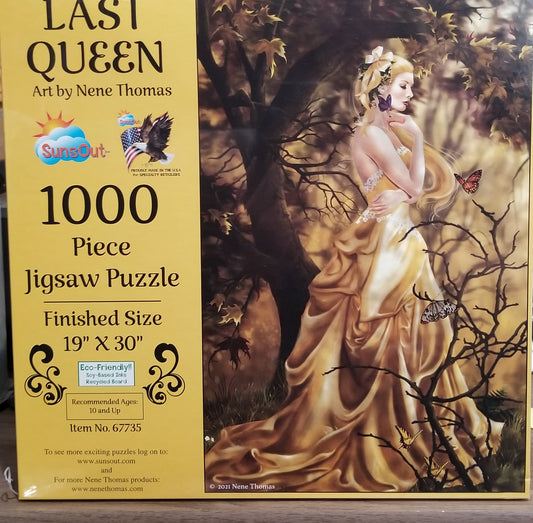 LAST
QUEEN
Art by Nene Thomas
SunsOut
PROUDLY MADE IN THE U.S.A.
For SPECIALTY RETAILERS
1000
Piece
Jigsaw Puzzle
Finished Size
19" X 30"
Eco-Friendly!!
Soy-Based Inks
Recycled Board
Recommended Ages:
10 and Up
Item No. 67735
To see more exciting puzzles log on to:
www.sunsout.com
and
For more Nene Thomas products:
www.nenethomas.com
© 2021 Nene Thomas